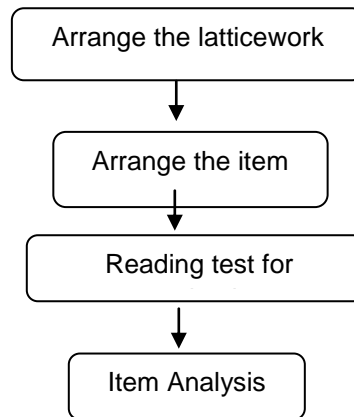 Arrange the latticework
Arrange the item
Reading test for
Item Analysis